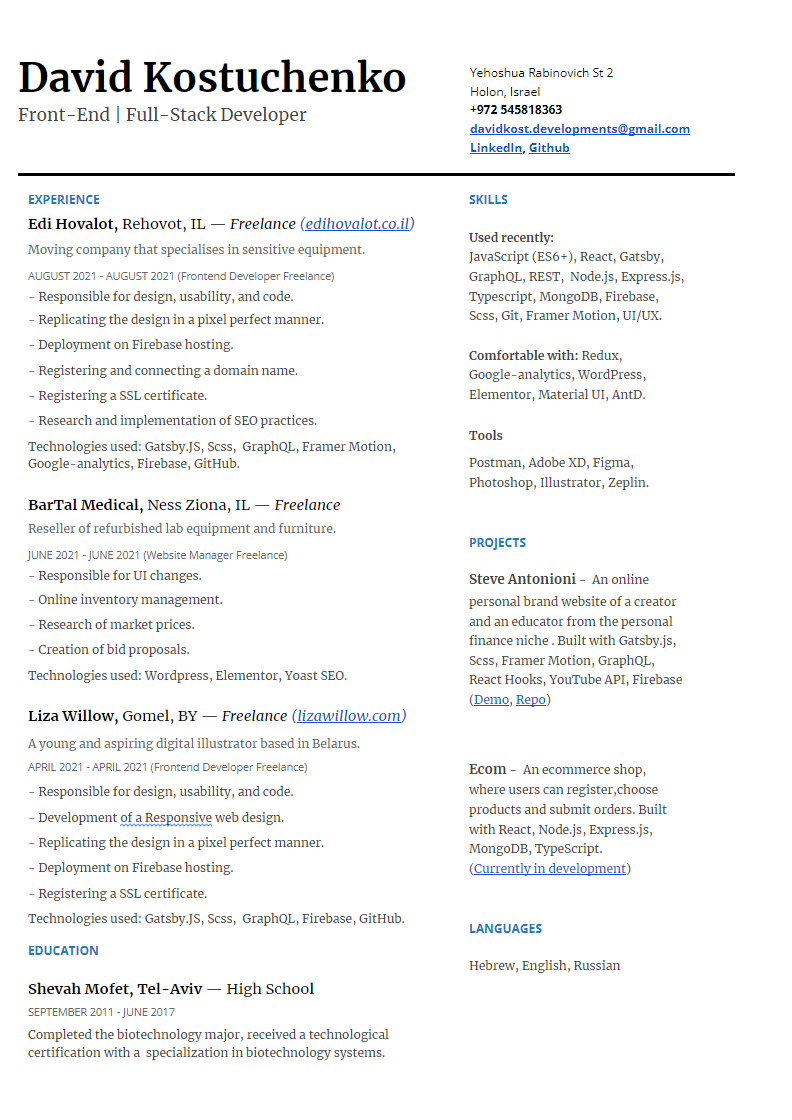 David Kostuchenko
Front-End | Full-Stack Developer
Yehoshua Rabinovich St 2
Holon, Israel
+972 545818363
davidkost.developments@gmail.com
LinkedIn, Github
EXPERIENCE
Edi Hovalot, Rehovot, IL — Freelance (edihovalot.co.il)
Moving company that specialises in sensitive equipment.
AUGUST 2021 - AUGUST 2021 (Frontend Developer Freelance)
- Responsible for design, usability, and code.
- Replicating the design in a pixel perfect manner.
- Deployment on Firebase hosting.
- Registering and connecting a domain name.
- Registering a SSL certificate.
- Research and implementation of SEO practices.
Technologies used: Gatsby.JS, Scss,  GraphQL, Framer Motion,
Google-analytics, Firebase, GitHub.
BarTal Medical, Ness Ziona, IL — Freelance
Reseller of refurbished lab equipment and furniture.
JUNE 2021 - JUNE 2021 (Website Manager Freelance)
- Responsible for UI changes.
- Online inventory management.
- Research of market prices.
- Creation of bid proposals.
Technologies used: Wordpress, Elementor, Yoast SEO.
Liza Willow, Gomel, BY — Freelance (lizawillow.com)
A young and aspiring digital illustrator based in Belarus.
APRIL 2021 - APRIL 2021 (Frontend Developer Freelance)
- Responsible for design, usability, and code.
- Development of a Responsive web design.
- Replicating the design in a pixel perfect manner.
- Deployment on Firebase hosting.
- Registering a SSL certificate.
Technologies used: Gatsby.JS, Scss,  GraphQL, Firebase, GitHub.
EDUCATION
Shevah Mofet, Tel-Aviv — High School
SEPTEMBER 2011 - JUNE 2017
Completed the biotechnology major, received a technological
certification with a  specialization in biotechnology systems.
SKILLS
Used recently:
JavaScript (ES6+), React, Gatsby,
GraphQL, REST,  Node.js, Express.js,
Typescript, MongoDB, Firebase,
Scss, Git, Framer Motion, UI/UX.
Comfortable with: Redux,
Google-analytics, WordPress,
Elementor, Material UI, AntD.
Tools
Postman, Adobe XD, Figma,
Photoshop, Illustrator, Zeplin.
PROJECTS
Steve Antonioni -  An online
personal brand website of a creator
and an educator from the personal
finance niche . Built with Gatsby.js,
Scss, Framer Motion, GraphQL,
React Hooks, YouTube API, Firebase
(Demo, Repo)
Ecom -  An ecommerce shop,
where users can register,choose
products and submit orders. Built
with React, Node.js, Express.js,
MongoDB, TypeScript.
(Currently in development)
LANGUAGES
Hebrew, English, Russian